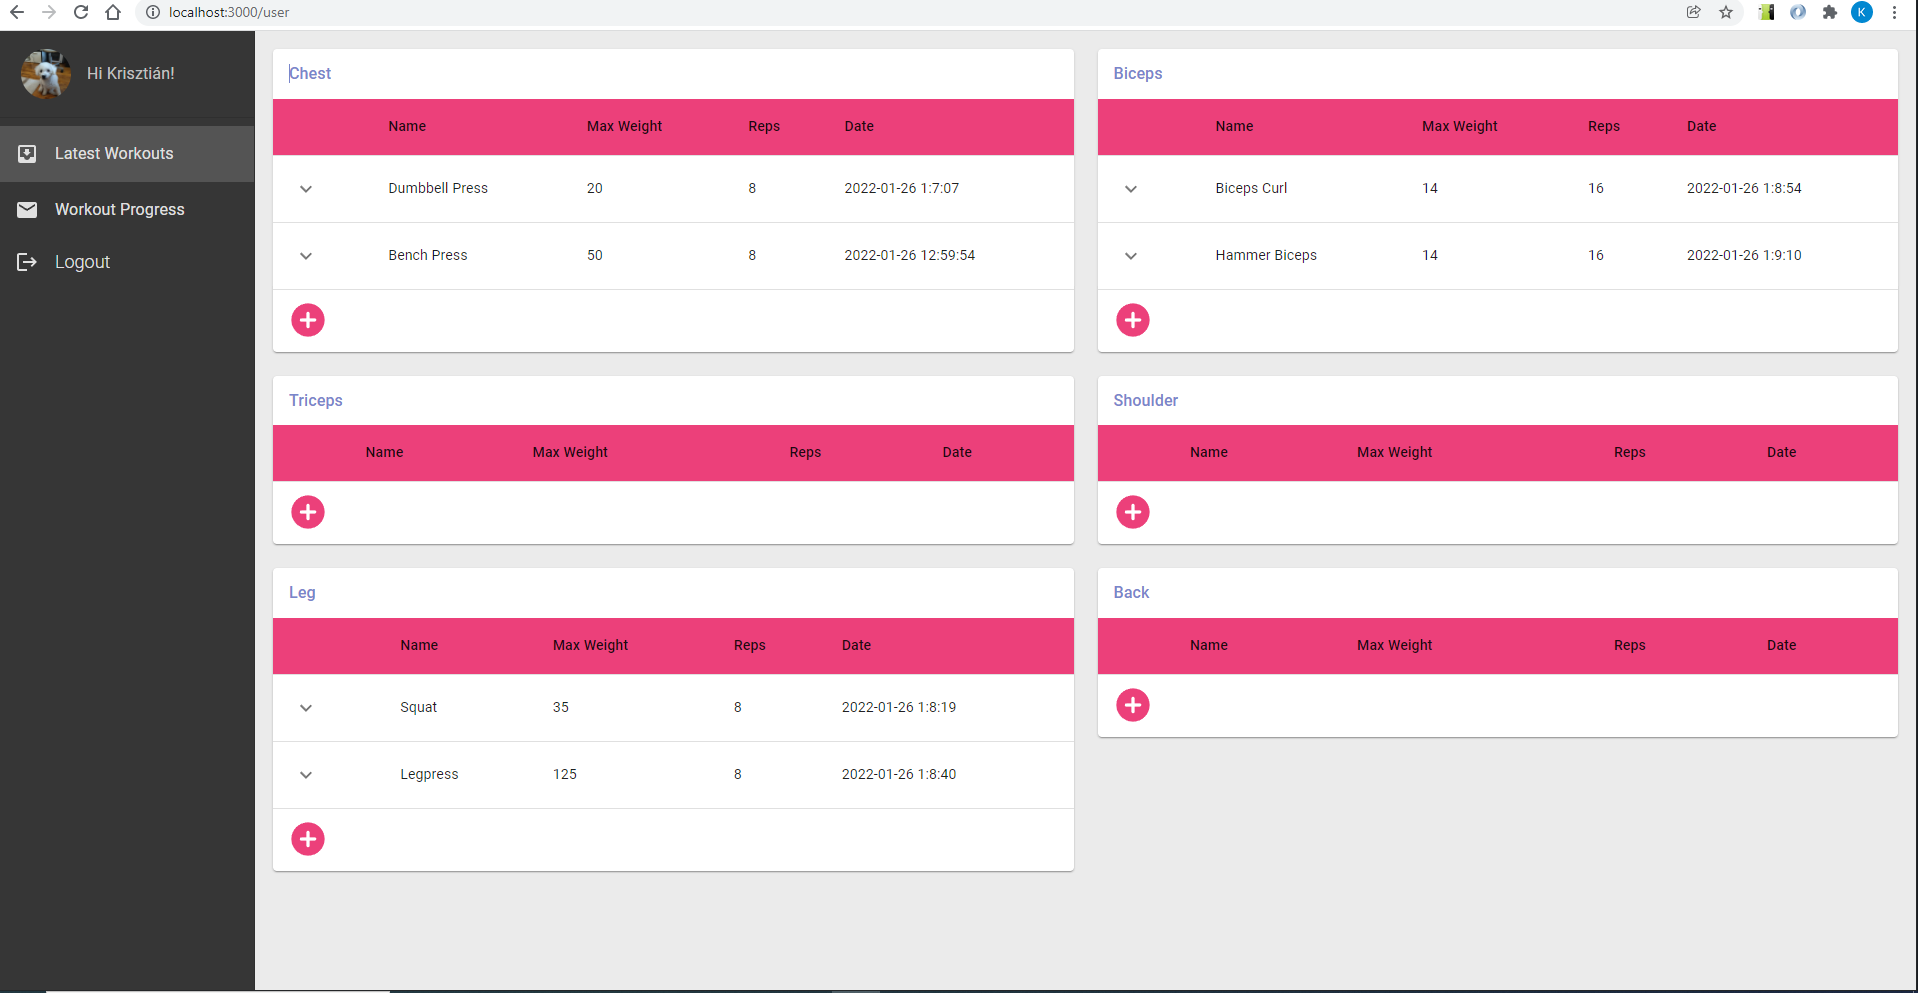 localhost:3000/user
K
Hi Krisztián!
Latest Workouts
Workout Progress
Logout
Chest
Name Max Weight Reps Date
Dumbbell Press 20 8 2022-01-26 1:7:07
Bench Press 50 8 2022-01-26 12:59:54
Biceps
Name Max Weight Reps Date
Biceps Curl 14 16 2022-01-26 1:8:54
Hammer Biceps 14 16 2022-01-26 1:9:10
Triceps
Name Max Weight Reps Date
Shoulder
Name Max Weight Reps Date
Leg
Name Max Weight Reps Date
Squat 35 8 2022-01-26 1:8:19
Legpress 125 8 2022-01-26 1:8:40
Back
Name Max Weight Reps Date